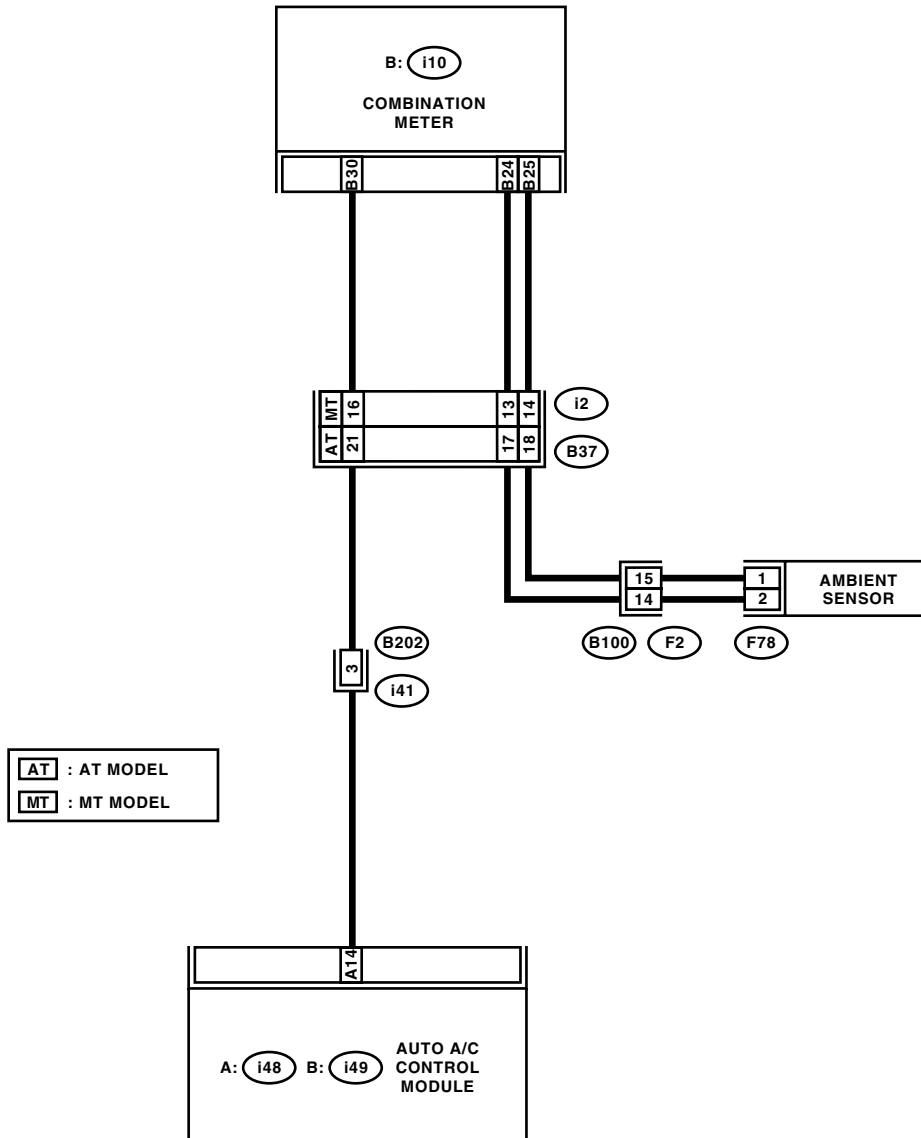 B: i10
COMBINATION
METER
B30 B24 B25
MT 16 13 14 i2
AT 21 17 18 B37
15 1 AMBIENT
14 2 SENSOR
B100 F2 F78
B202
3
i41
AT : AT MODEL
MT : MT MODEL
A14
A: i48 B: i49 AUTO A/C
CONTROL
MODULE